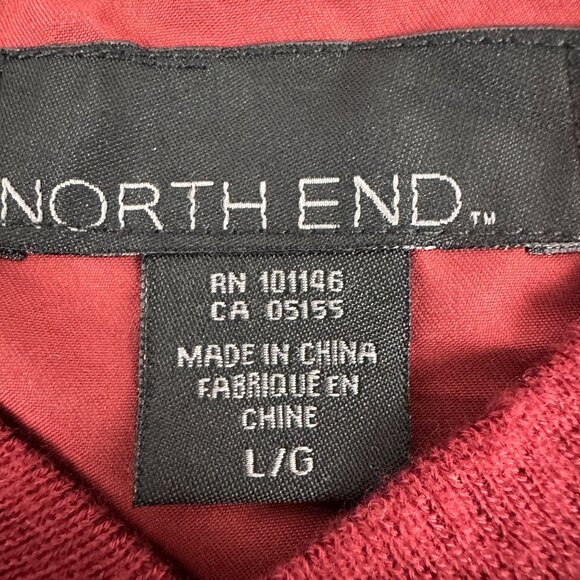 NORTH END™
RN 101146
CA 05155
MADE IN CHINA
FABRIQUÉ EN
CHINE
L/G